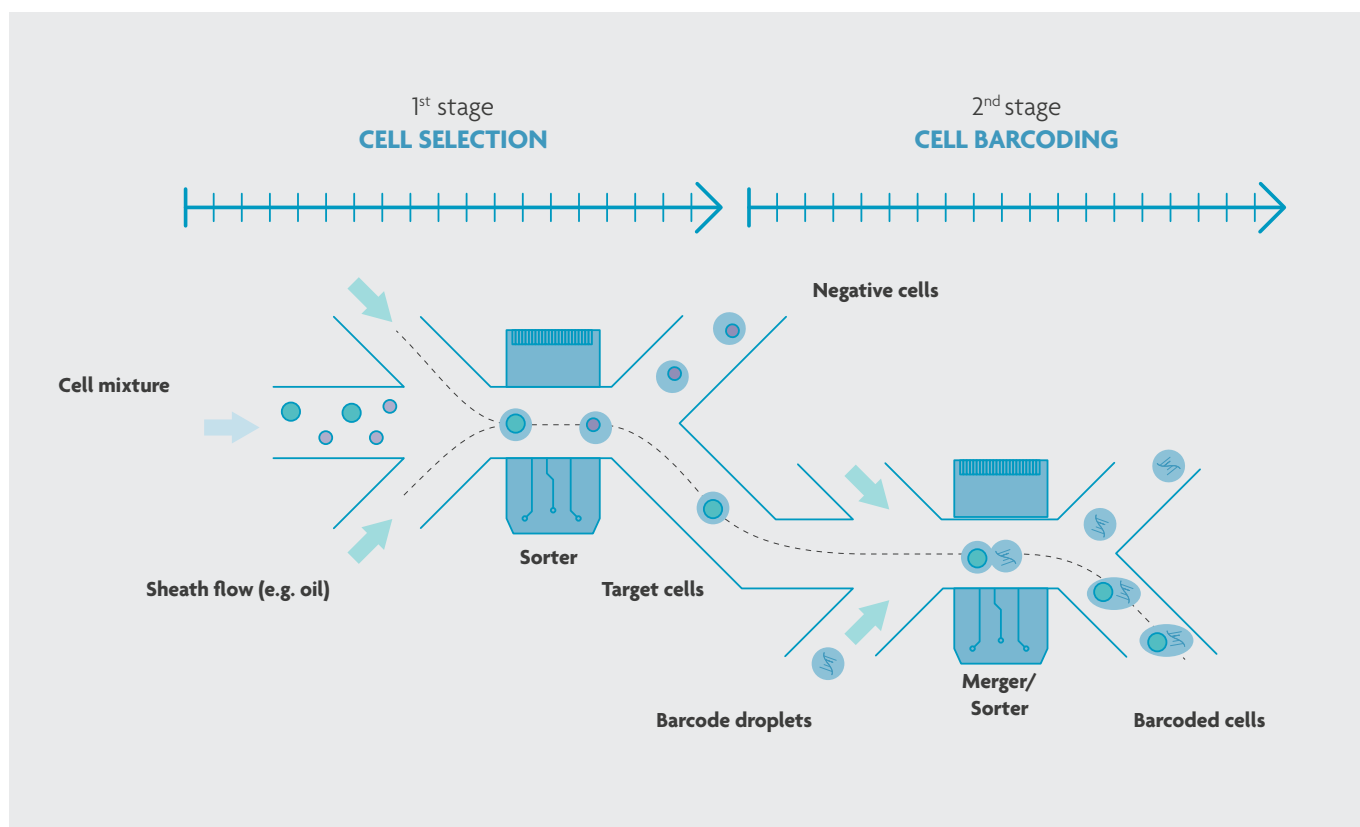 1st stage
CELL SELECTION
2nd stage
CELL BARCODING
Negative cells
Cell mixture
Sorter
Sheath flow (e.g. oil)
Target cells
Merger/
Sorter
Barcode droplets
Barcoded cells